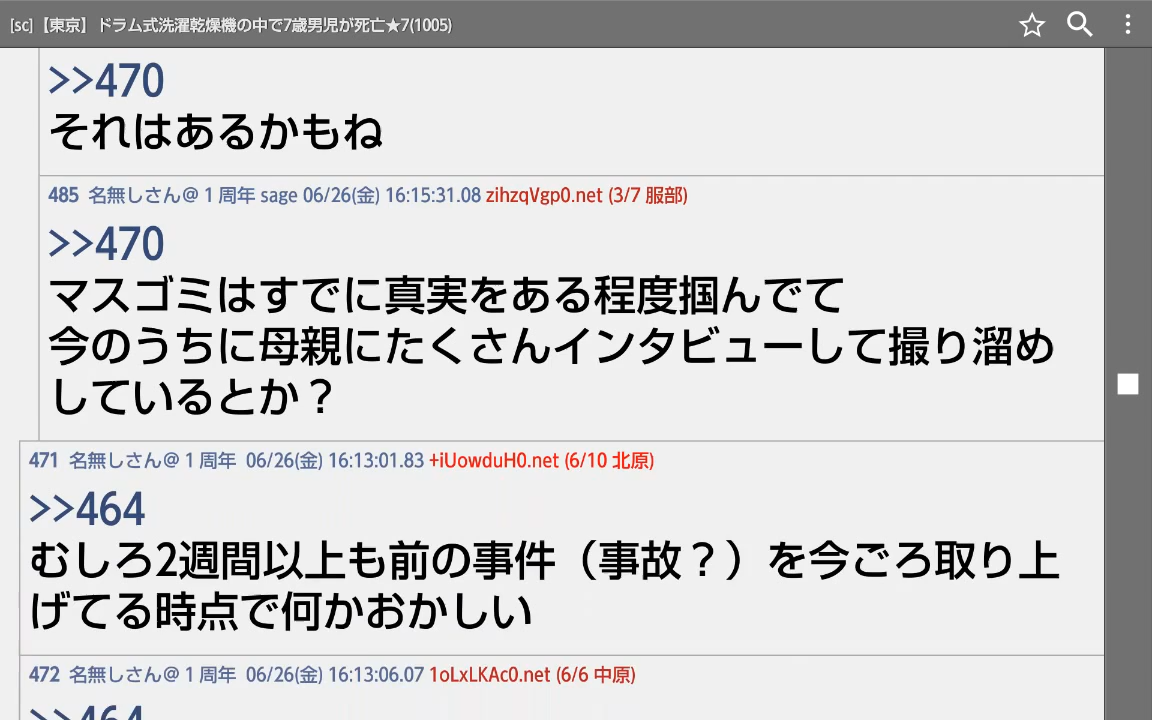 [sc]【東京】ドラム式洗濯乾燥機の中で7歳男児が死亡★7(1005)
>>470
それはあるかもね
485 名無しさん＠１周年 sage 06/26(金) 16:15:31.08 zihzqVgp0.net (3/7 服部)
>>470
マスゴミはすでに真実をある程度掴んでて
今のうちに母親にたくさんインタビューして撮り溜め
しているとか？
471 名無しさん＠１周年 06/26(金) 16:13:01.83 +iUowduH0.net (6/10 北原)
>>464
むしろ2週間以上も前の事件（事故？）を今ごろ取り上
げてる時点で何かおかしい
472 名無しさん＠１周年 06/26(金) 16:13:06.07 1oLxLKAc0.net (6/6 中原)
>>464